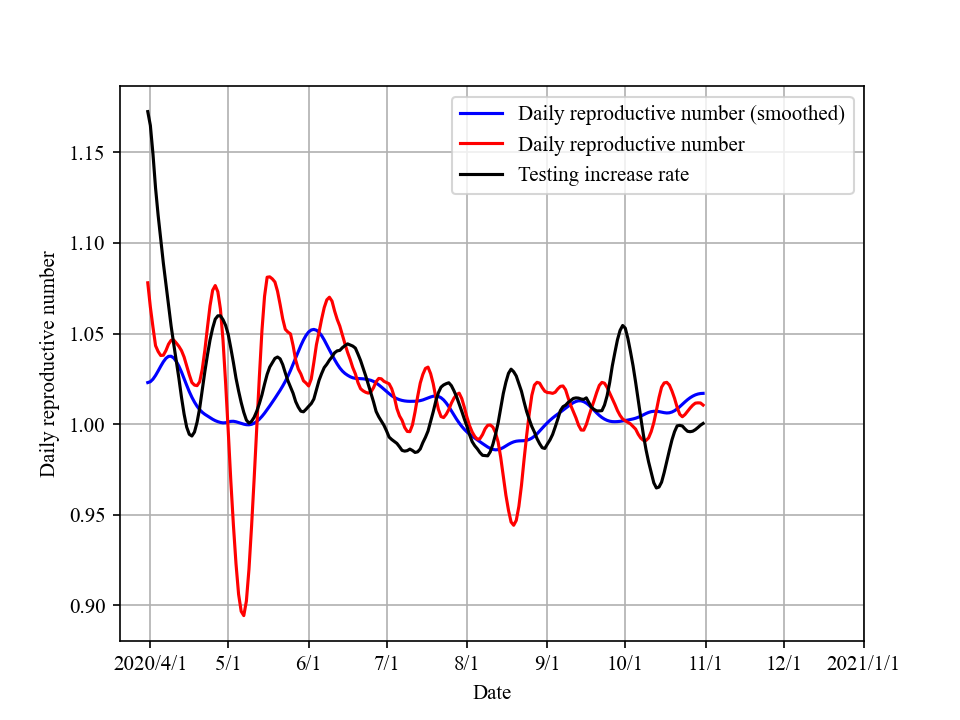 Daily reproductive number (smoothed)
Daily reproductive number
Testing increase rate
Daily reproductive number
1.15
1.10
1.05
1.00
0.95
0.90
2020/4/1 5/1 6/1 7/1 8/1 9/1 10/1 11/1 12/1 2021/1/1
Date